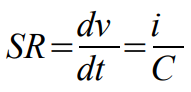 SR = dv/dt = i/C